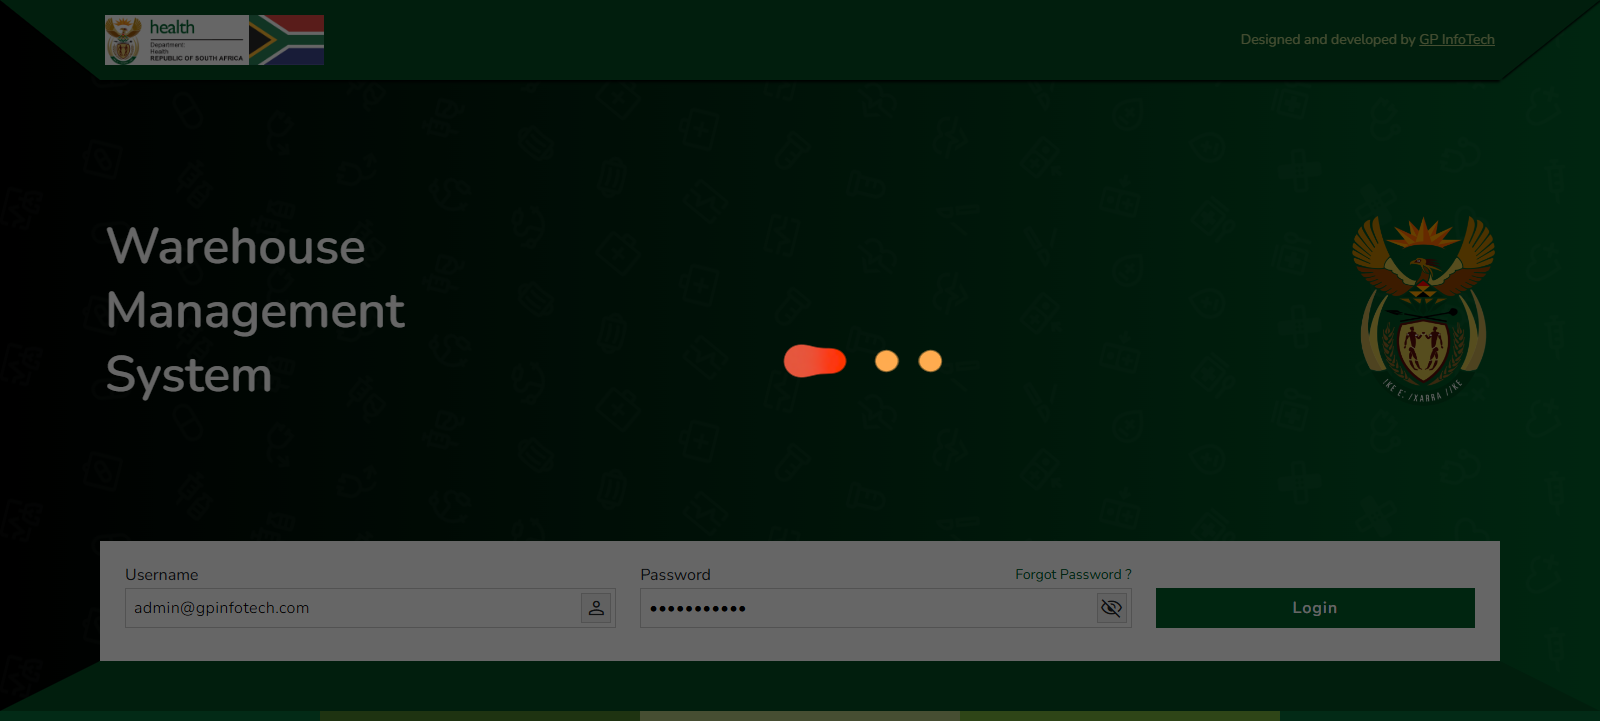 health
Department:
Health
REPUBLIC OF SOUTH AFRICA
Designed and developed by GP InfoTech
Warehouse
Management
System
!KE E: /XARRA //KE
Username
Password
Forgot Password ?
admin@gpinfotech.com
Login